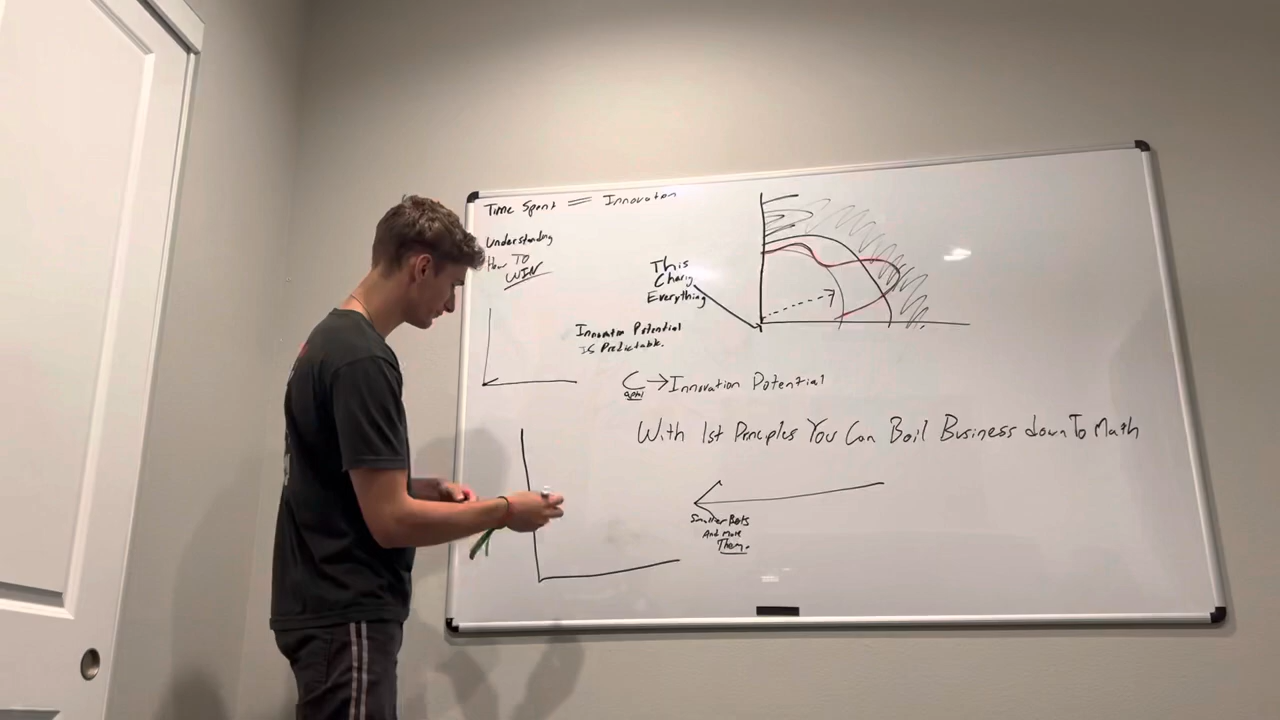 Time Spent = Innovation
Understanding
How TO
WIN
This
Chang
Everything
Innovation Potential
Is Predictable.
C → Innovation Potential
With 1st Principles You Can Boil Business down To Math
Smaller Bets
And More
Them.